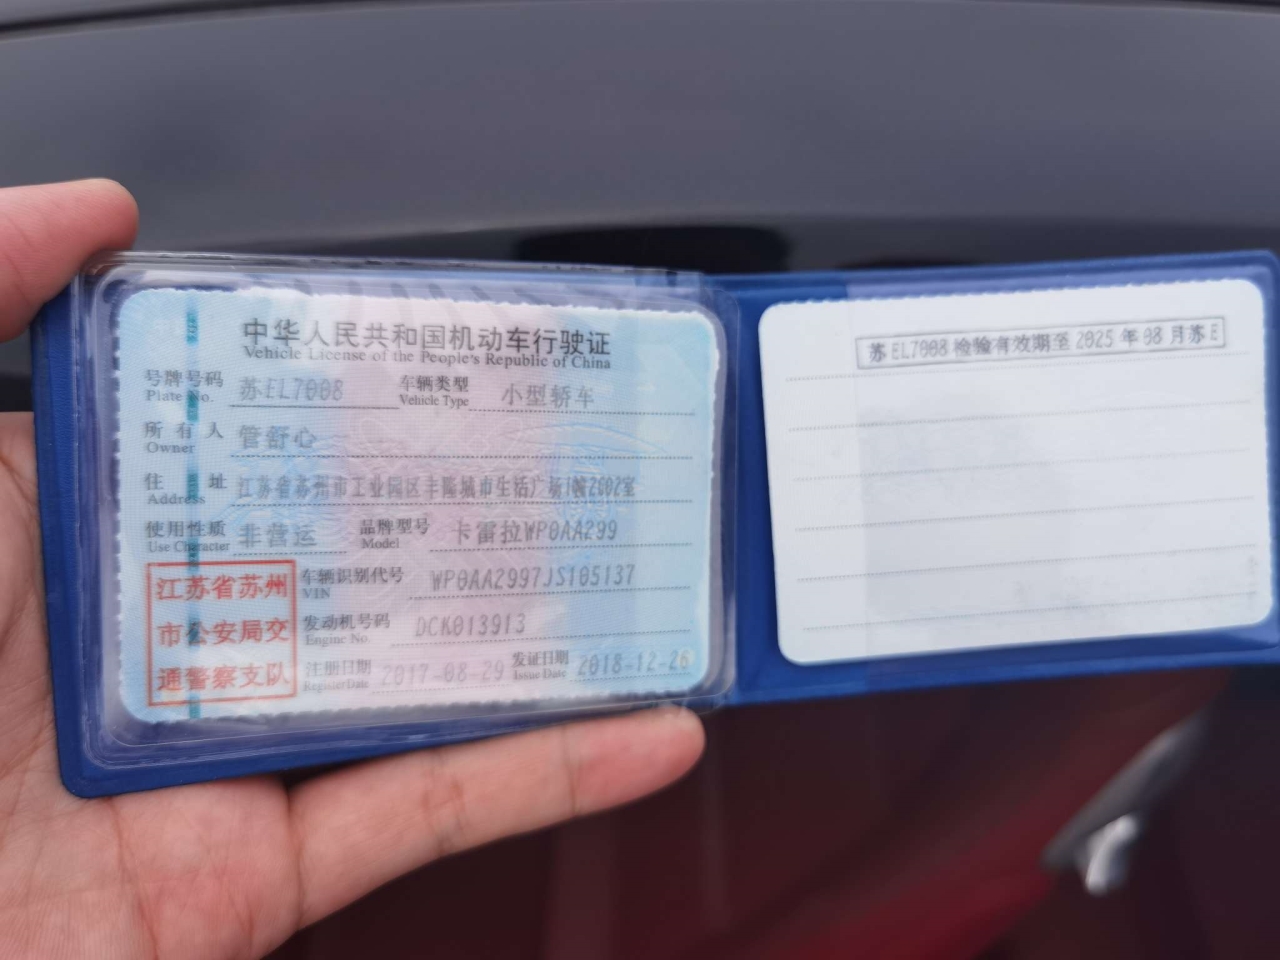 中华人民共和国机动车行驶证
Vehicle License of the People's Republic of China
号牌号码 苏EL7008 车辆类型 小型轿车
Plate No. Vehicle Type
所有人 管舒心
Owner
住址 江苏省苏州市工业园区丰隆城市生活广场1幢2602室
Address
使用性质 非营运 品牌型号 卡雷拉WP0AA299
Use Character Model
江苏省苏州 车辆识别代号 WP0AA2997JS105137
VIN
市公安局交 发动机号码 DCK013913
Engine No.
通警察支队 注册日期 2017-08-29 发证日期 2018-12-26
Register Date Issue Date
苏EL7008 检验有效期至 2025 年 08 月苏E